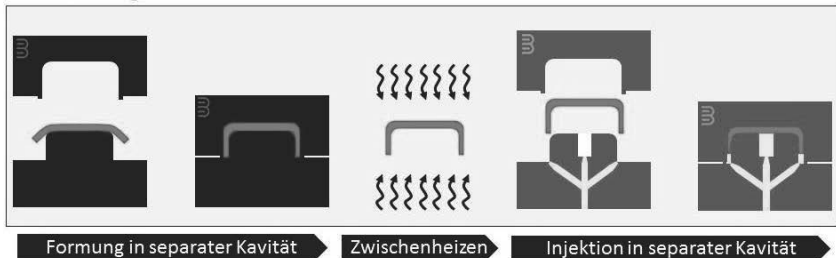 Formung in separater Kavität
Zwischenheizen
Injektion in separater Kavität